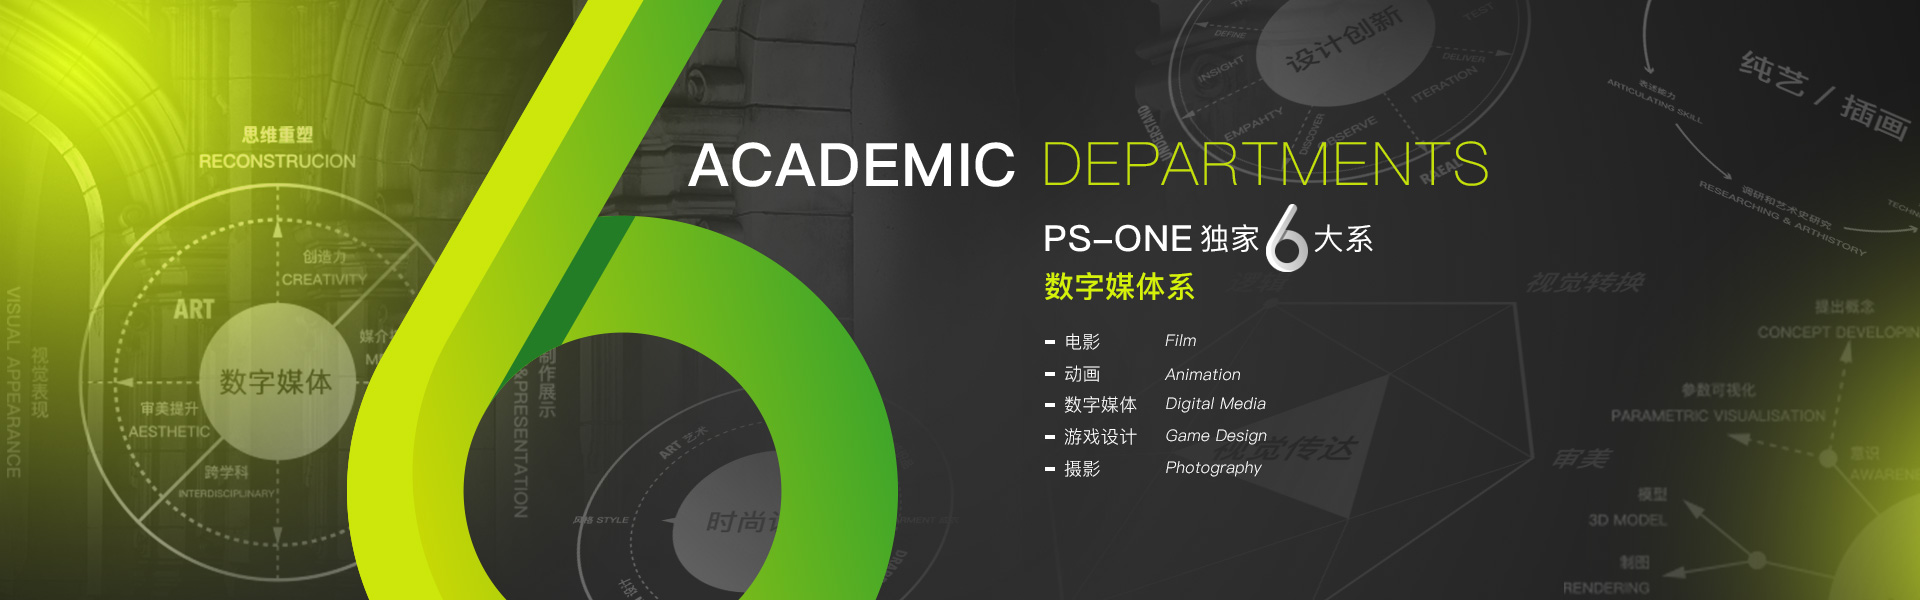 思维重塑
RECONSTRUCION
创造力
CREATIVITY
ART
数字媒体
审美提升
AESTHETIC
跨学科
INTERDISCIPLINARY
VISUAL APPEARANCE
视觉表现
制作展示
&PRESENTATION
ACADEMIC DEPARTMENTS
PS-ONE 独家6大系
数字媒体系
电影 Film
动画 Animation
数字媒体 Digital Media
游戏设计 Game Design
摄影 Photography
设计创新
DEFINE
INSIGHT
EMPAHTY
DISCOVER
ITERATION
DELIVER
TEST
纯艺 / 插画
表述能力
ARTICULATING SKILL
调研和艺术史研究
RESEARCHING & ARTHISTORY
ART 艺术
风格 STYLE
时尚
视觉传达
视觉转换
审美
提出概念
CONCEPT DEVELOPIN
参数可视化
PARAMETRIC VISUALISATION
意识
模型
3D MODEL
制图
RENDERING